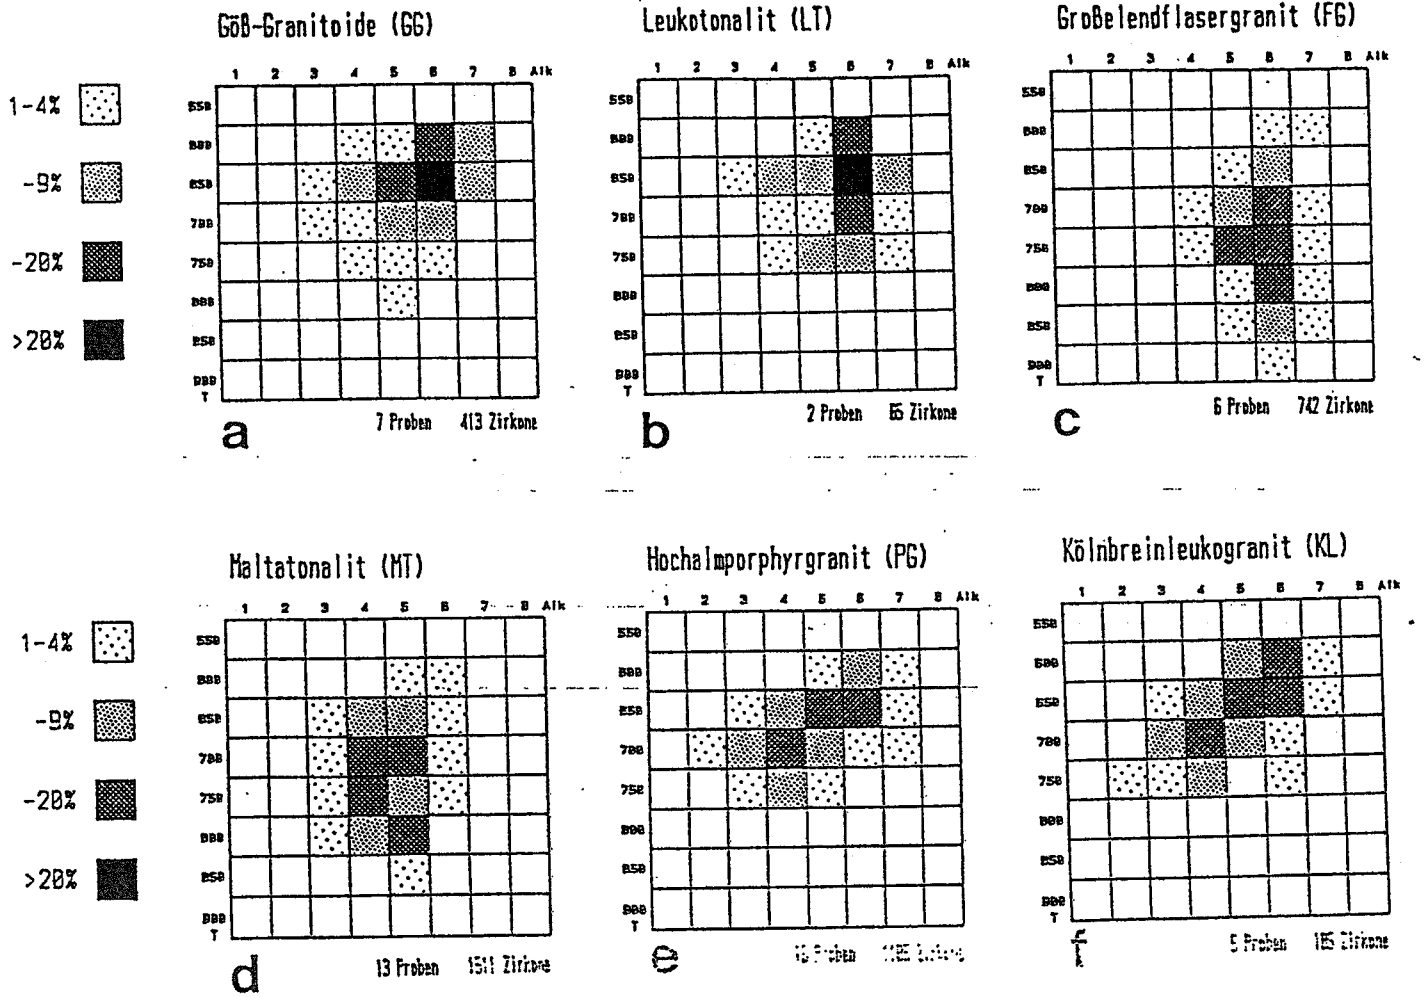 Göß-Granitoide (GG)
1 2 3 4 5 6 7 8 Alk
550
600
650
700
750
800
850
900
T
7 Proben 413 Zirkone
a
Leukotonalit (LT)
1 2 3 4 5 6 7 8 Alk
550
600
650
700
750
800
850
900
T
2 Proben 65 Zirkone
b
Großelendflasergranit (FG)
1 2 3 4 5 6 7 8 Alk
550
600
650
700
750
800
850
900
T
6 Proben 742 Zirkone
c
1-4%
-9%
-20%
>20%
Maltatonalit (MT)
1 2 3 4 5 6 7 8 Alk
550
600
650
700
750
800
850
900
T
13 Proben 1511 Zirkone
d
Hochalmporphyrgranit (PG)
1 2 3 4 5 6 7 8 Alk
550
600
650
700
750
800
850
900
T
Proben
e
Kölnbreinleukogranit (KL)
1 2 3 4 5 6 7 8 Alk
550
600
650
700
750
800
850
900
T
5 Proben 185 Zirkone
1-4%
-9%
-20%
>20%